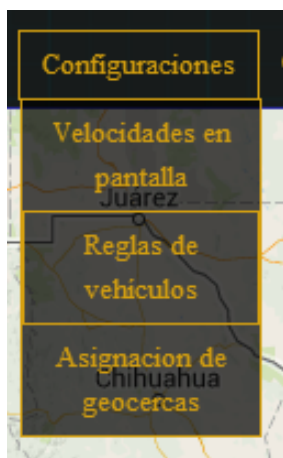 Configuraciones
Velocidades en
pantalla
Juárez
Reglas de
vehículos
Asignacion de
Chihuahua
geocercas